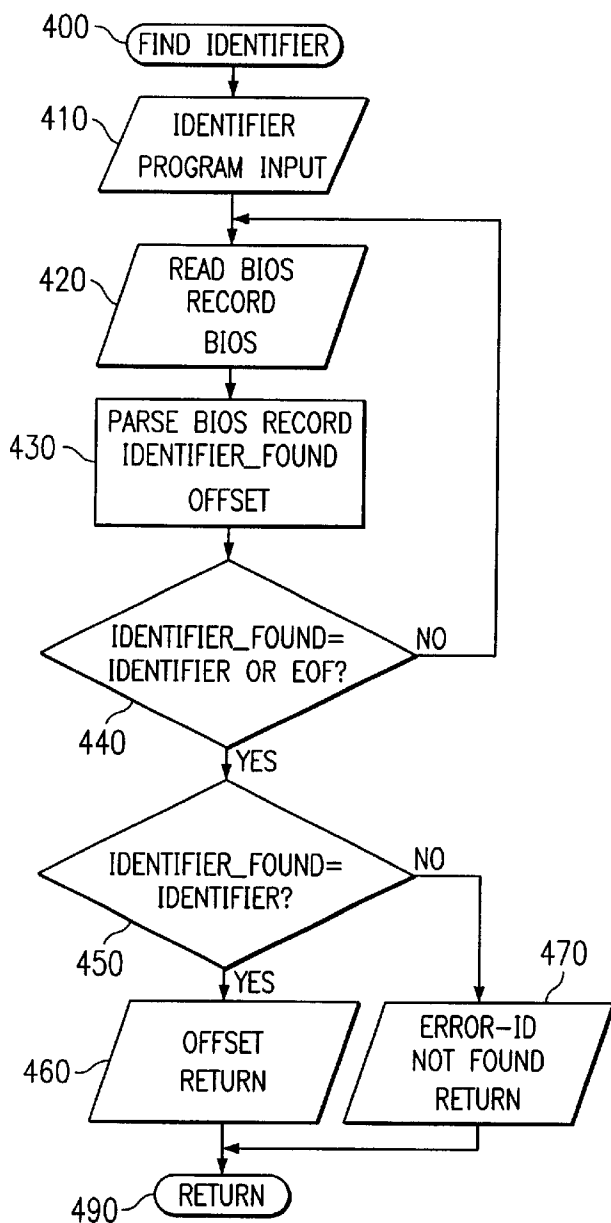 400
FIND IDENTIFIER
410
IDENTIFIER
PROGRAM INPUT
420
READ BIOS
RECORD
BIOS
430
PARSE BIOS RECORD
IDENTIFIER_FOUND
OFFSET
IDENTIFIER_FOUND=
IDENTIFIER OR EOF?
NO
440
YES
IDENTIFIER_FOUND=
IDENTIFIER?
NO
450
YES
470
460
OFFSET
RETURN
ERROR-ID
NOT FOUND
RETURN
490
RETURN